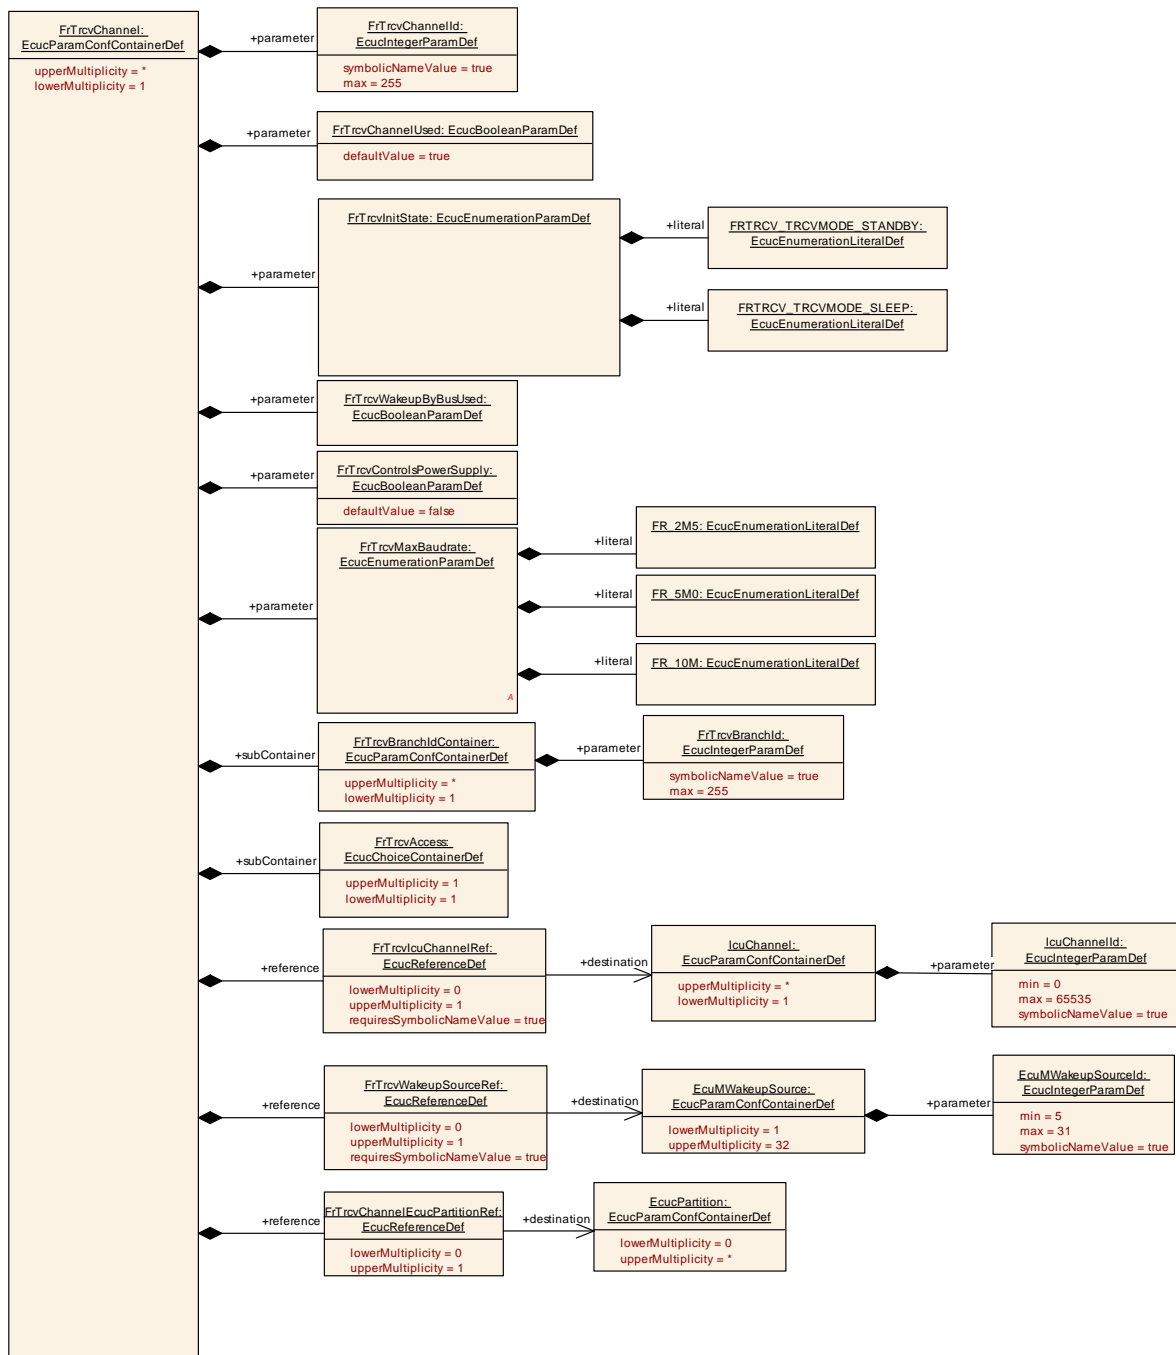 FrTrcvChannel:
EcucParamConfContainerDef
upperMultiplicity = *
lowerMultiplicity = 1
+parameter
FrTrcvChannelId:
EcucIntegerParamDef
symbolicNameValue = true
max = 255
+parameter
FrTrcvChannelUsed: EcucBooleanParamDef
defaultValue = true
+parameter
FrTrcvInitState: EcucEnumerationParamDef
+literal
FRTRCV_TRCVMODE_STANDBY:
EcucEnumerationLiteralDef
+literal
FRTRCV_TRCVMODE_SLEEP:
EcucEnumerationLiteralDef
+parameter
FrTrcvWakeupByBusUsed:
EcucBooleanParamDef
+parameter
FrTrcvControlsPowerSupply:
EcucBooleanParamDef
defaultValue = false
+parameter
FrTrcvMaxBaudrate:
EcucEnumerationParamDef
A
+literal
FR_2M5: EcucEnumerationLiteralDef
+literal
FR_5M0: EcucEnumerationLiteralDef
+literal
FR_10M: EcucEnumerationLiteralDef
+subContainer
FrTrcvBranchIdContainer:
EcucParamConfContainerDef
upperMultiplicity = *
lowerMultiplicity = 1
+parameter
FrTrcvBranchId:
EcucIntegerParamDef
symbolicNameValue = true
max = 255
+subContainer
FrTrcvAccess:
EcucChoiceContainerDef
upperMultiplicity = 1
lowerMultiplicity = 1
+reference
FrTrcvIcuChannelRef:
EcucReferenceDef
lowerMultiplicity = 0
upperMultiplicity = 1
requiresSymbolicNameValue = true
+destination
IcuChannel:
EcucParamConfContainerDef
upperMultiplicity = *
lowerMultiplicity = 1
+parameter
IcuChannelId:
EcucIntegerParamDef
min = 0
max = 65535
symbolicNameValue = true
+reference
FrTrcvWakeupSourceRef:
EcucReferenceDef
lowerMultiplicity = 0
upperMultiplicity = 1
requiresSymbolicNameValue = true
+destination
EcuMWakeupSource:
EcucParamConfContainerDef
lowerMultiplicity = 1
upperMultiplicity = 32
+parameter
EcuMWakeupSourceId:
EcucIntegerParamDef
min = 5
max = 31
symbolicNameValue = true
+reference
FrTrcvChannelEcucPartitionRef:
EcucReferenceDef
lowerMultiplicity = 0
upperMultiplicity = 1
+destination
EcucPartition:
EcucParamConfContainerDef
lowerMultiplicity = 0
upperMultiplicity = *